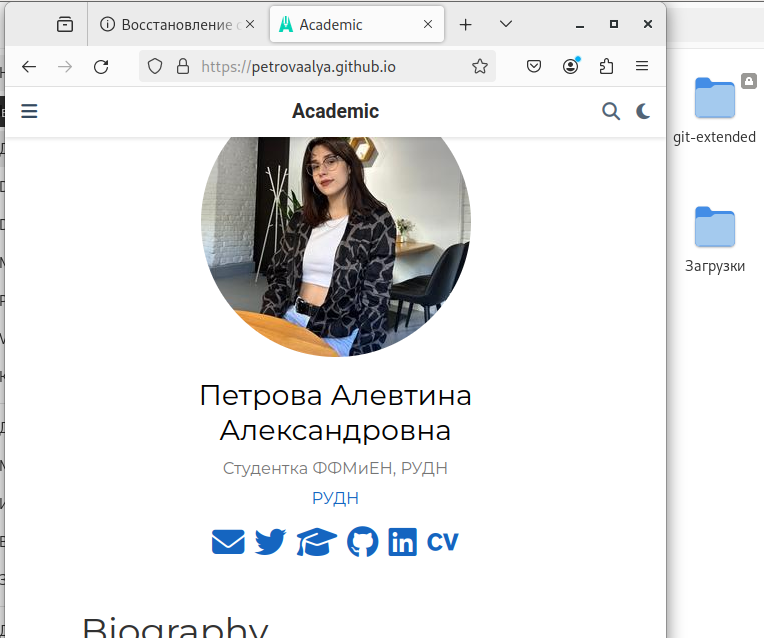 Восстановление
Academic
https://petrovaalya.github.io
Academic
Петрова Алевтина
Александровна
Студентка ФФМиЕН, РУДН
РУДН
CV
Biography
git-extended
Загрузки